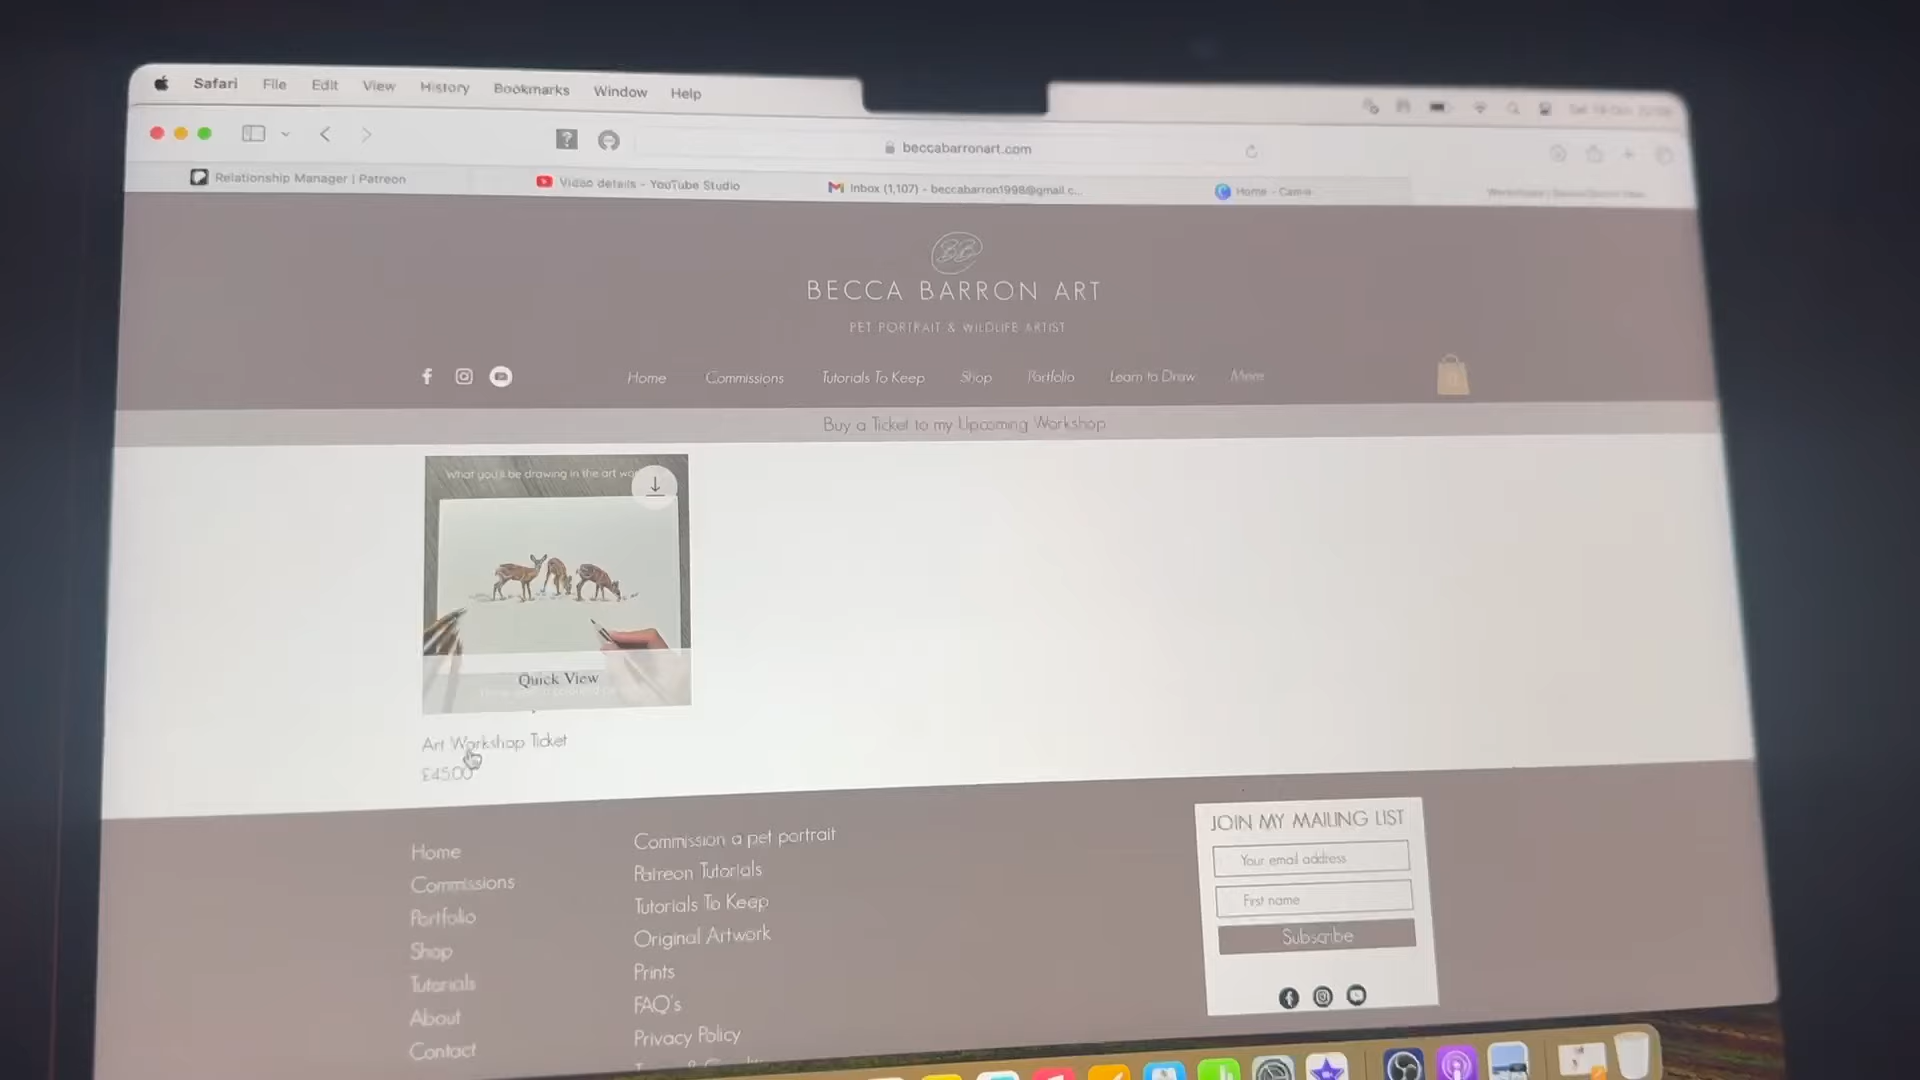 Safari File Edit View History Bookmarks Window Help
beccabarronart.com
Relationship Manager | Patreon
Video details - YouTube Studio
Inbox (1,107) - beccabarron1998@gmail.c...
Home - Canva
BB
BECCA BARRON ART
PET PORTRAIT & WILDLIFE ARTIST
Home Commissions Tutorials To Keep Shop Portfolio Learn to Draw More
Buy a Ticket to my Upcoming Workshop
What you'll be drawing in the art wo
Quick View
Art Workshop Ticket
£45.00
Home
Commissions
Portfolio
Shop
Tutorials
About
Contact
Commission a pet portrait
Patreon Tutorials
Tutorials To Keep
Original Artwork
Prints
FAQ's
Privacy Policy
JOIN MY MAILING LIST
Your email address
First name
Subscribe